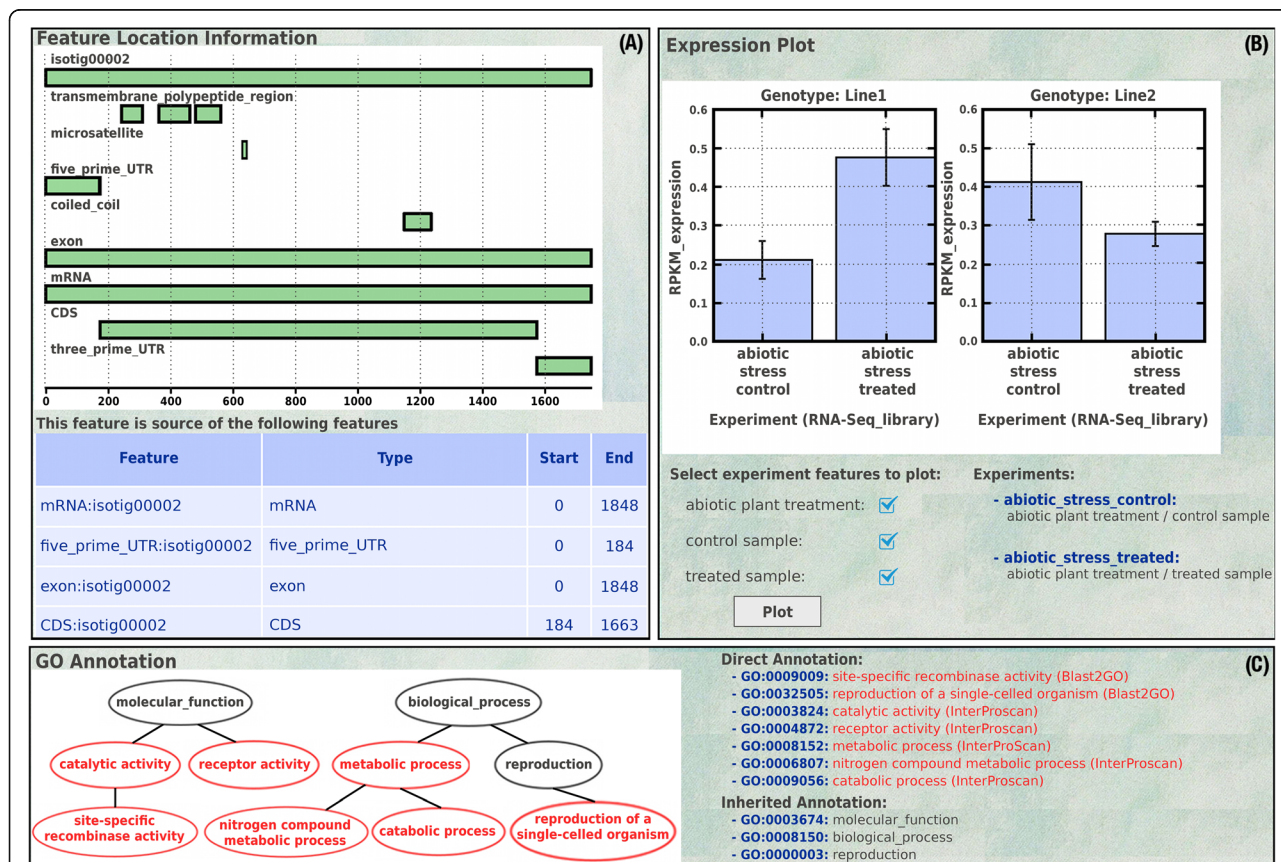 Feature Location Information
(A)
isotig00002
transmembrane_polypeptide_region
microsatellite
five_prime_UTR
coiled_coil
exon
mRNA
CDS
three_prime_UTR
0 200 400 600 800 1000 1200 1400 1600
This feature is source of the following features
Feature Type Start End
mRNA:isotig00002 mRNA 0 1848
five_prime_UTR:isotig00002 five_prime_UTR 0 184
exon:isotig00002 exon 0 1848
CDS:isotig00002 CDS 184 1663
Expression Plot
(B)
Genotype: Line1
0.6
0.5
0.4
0.3
0.2
0.1
0.0
RPKM_expression
abiotic
stress
control
abiotic
stress
treated
Experiment (RNA-Seq_library)
Genotype: Line2
0.6
0.5
0.4
0.3
0.2
0.1
0.0
RPKM_expression
abiotic
stress
control
abiotic
stress
treated
Experiment (RNA-Seq_library)
Select experiment features to plot:
abiotic plant treatment:
control sample:
treated sample:
Plot
Experiments:
- abiotic_stress_control:
abiotic plant treatment / control sample
- abiotic_stress_treated:
abiotic plant treatment / treated sample
GO Annotation
(C)
molecular_function
biological_process
catalytic activity
receptor activity
metabolic process
reproduction
site-specific
recombinase activity
nitrogen compound
metabolic process
catabolic process
reproduction of a
single-celled organism
Direct Annotation:
- GO:0009009: site-specific recombinase activity (Blast2GO)
- GO:0032505: reproduction of a single-celled organism (Blast2GO)
- GO:0003824: catalytic activity (InterProscan)
- GO:0004872: receptor activity (InterProscan)
- GO:0008152: metabolic process (InterProScan)
- GO:0006807: nitrogen compound metabolic process (InterProscan)
- GO:0009056: catabolic process (InterProscan)
Inherited Annotation:
- GO:0003674: molecular_function
- GO:0008150: biological_process
- GO:0000003: reproduction